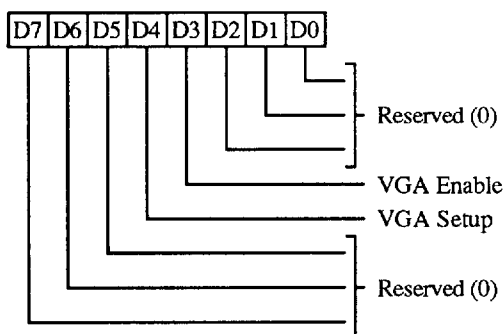 D7 D6 D5 D4 D3 D2 D1 D0
Reserved (0)
VGA Enable
VGA Setup
Reserved (0)